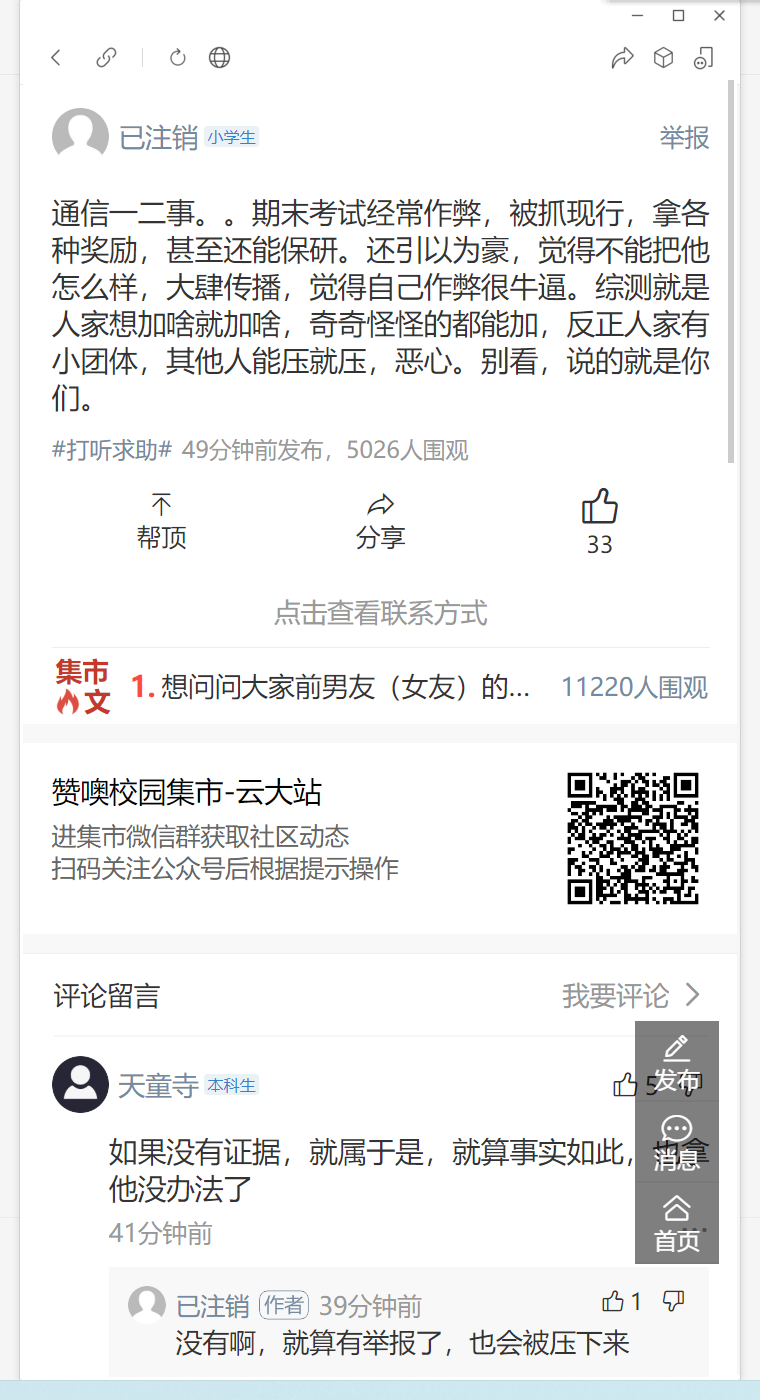 已注销 小学生 举报
通信一二事。。期末考试经常作弊，被抓现行，拿各
种奖励，甚至还能保研。还引以为豪，觉得不能把他
怎么样，大肆传播，觉得自己作弊很牛逼。综测就是
人家想加啥就加啥，奇奇怪怪的都能加，反正人家有
小团体，其他人能压就压，恶心。别看，说的就是你
们。
#打听求助# 49分钟前发布，5026人围观
帮顶 分享 33
点击查看联系方式
集市
文 1. 想问问大家前男友（女友）的... 11220人围观
赞噢校园集市-云大站
进集市微信群获取社区动态
扫码关注公众号后根据提示操作
评论留言 我要评论
天童寺 本科生 5
发布
如果没有证据，就属于是，就算事实如此，也拿
消息
他没办法了
41分钟前
首页
已注销 作者 39分钟前 1
没有啊，就算有举报了，也会被压下来